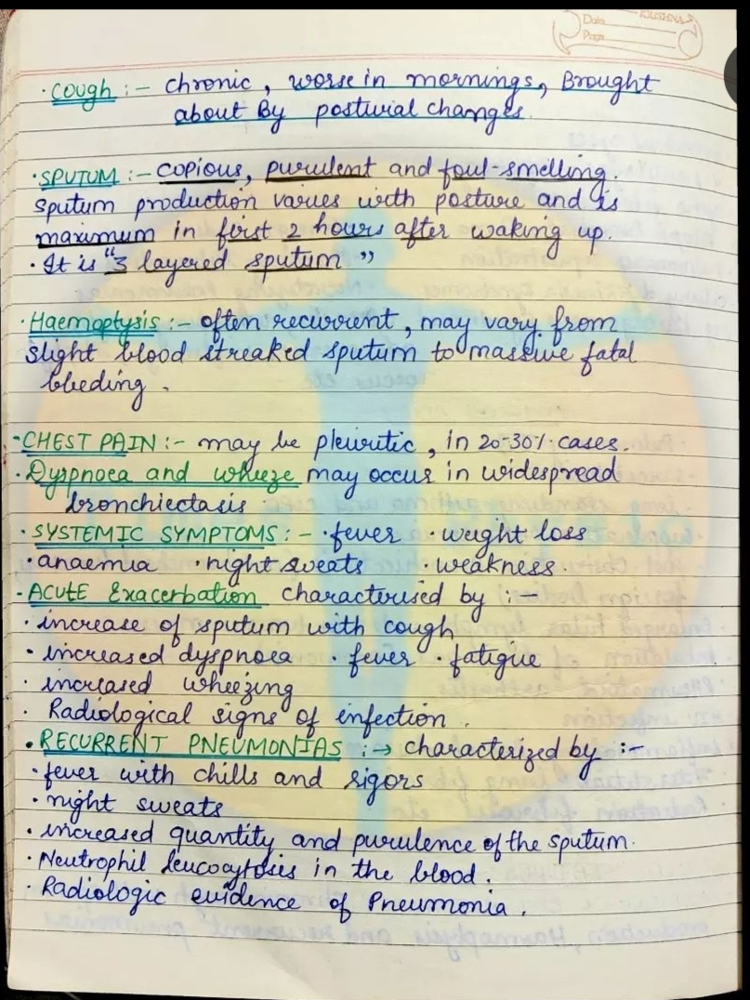 KRISHNA
Date
Page
• Cough :- chronic, worse in mornings, Brought
about By postural changes.
• SPUTUM :- copious, purulent and foul-smelling.
Sputum production varies with posture and is
maximum in first 2 hours after waking up.
• It is "3 layered sputum"
• Haemoptysis :- often recurrent, may vary from
slight blood streaked sputum to massive fatal
bleeding.
• CHEST PAIN :- may be pleuritic, in 20-30% cases.
• Dyspnoea and wheeze may occur in widespread
bronchiectasis
• SYSTEMIC SYMPTOMS :- • fever • weight loss
• anaemia • night sweats • weakness.
• ACUTE Exacerbation characterised by :-
• increase of sputum with cough
• increased dyspnoea • fever • fatigue
• increased wheezing
• Radiological signs of infection.
• RECURRENT PNEUMONIAS :→ characterized by :-
• fever with chills and rigors
• night sweats
• increased quantity and purulence of the sputum.
• Neutrophil leucocytosis in the blood.
• Radiologic evidence of Pneumonia.